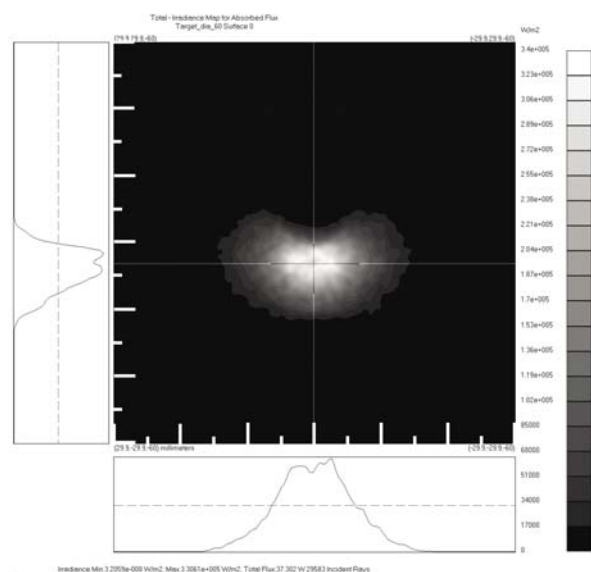 Total - Irradiance Map for Absorbed Flux
Target_dia_60 Surface 0
(29.9,29.9,-60)
(-29.9,29.9,-60)
W/m2
3.4e+005
3.23e+005
3.06e+005
2.89e+005
2.72e+005
2.55e+005
2.38e+005
2.21e+005
2.04e+005
1.87e+005
1.7e+005
1.53e+005
1.36e+005
1.19e+005
1.02e+005
85000
68000
51000
34000
17000
0
(29.9,-29.9,-60) millimeters
(-29.9,-29.9,-60)
Irradiance Min:3.2059e-008 W/m2, Max:3.3061e+005 W/m2, Total Flux:37.302 W 29583 Incident Rays